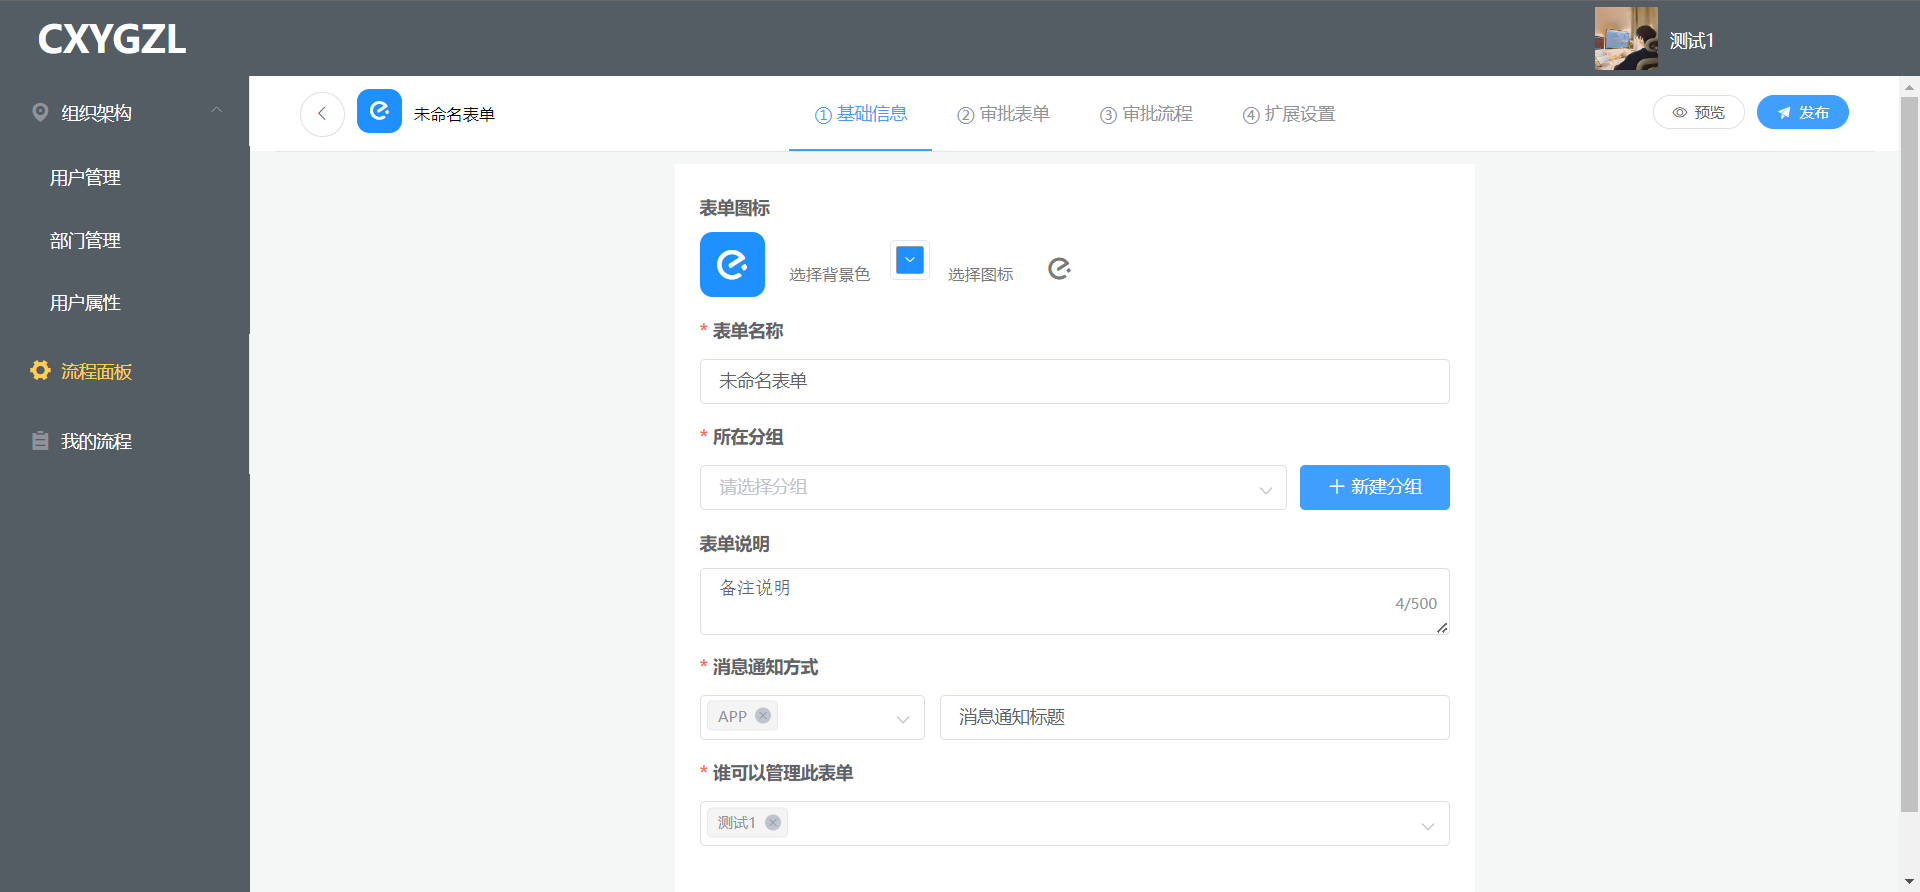 CXYGZL
测试1
组织架构
用户管理
部门管理
用户属性
流程面板
我的流程
未命名表单
① 基础信息
② 审批表单
③ 审批流程
④ 扩展设置
预览
发布
表单图标
选择背景色
选择图标
* 表单名称
未命名表单
* 所在分组
请选择分组
新建分组
表单说明
备注说明
4/500
* 消息通知方式
APP
消息通知标题
* 谁可以管理此表单
测试1